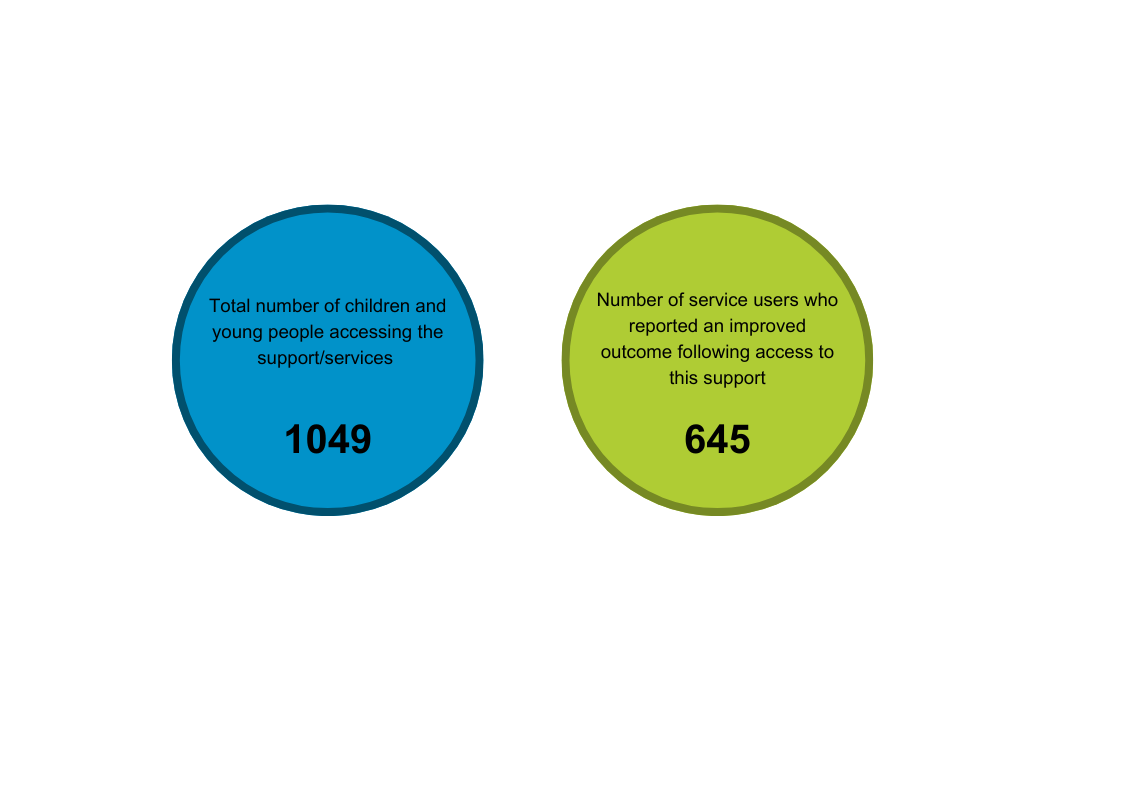 Total number of children and
young people accessing the
support/services
1049
Number of service users who
reported an improved
outcome following access to
this support
645